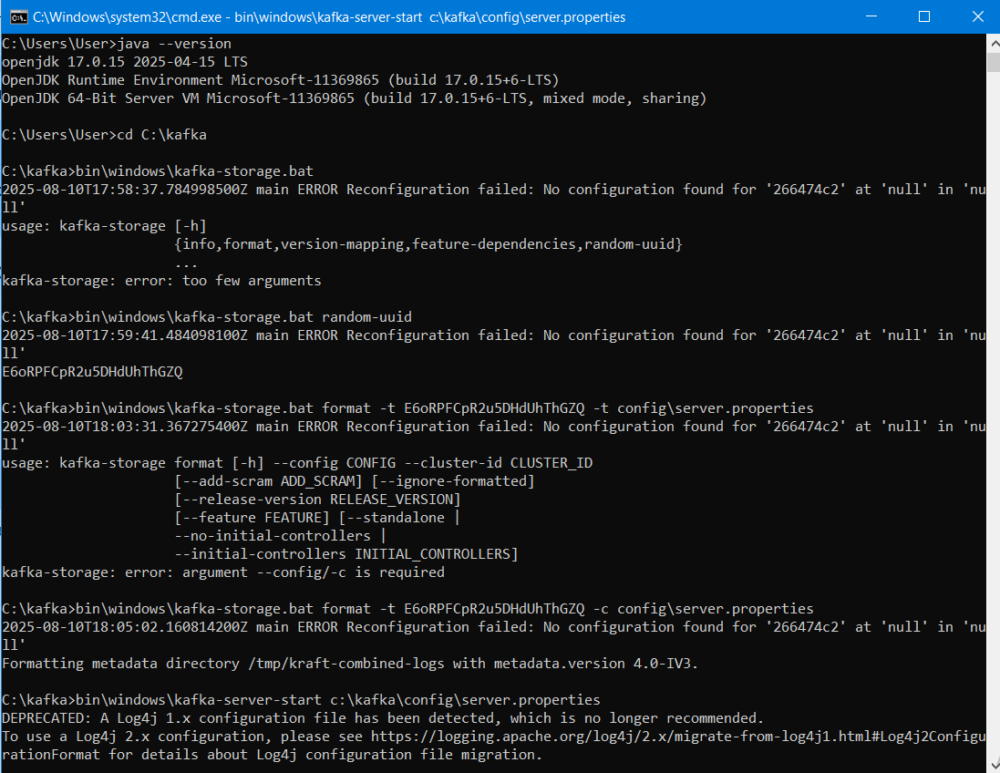 C:\Windows\system32\cmd.exe - bin\windows\kafka-server-start  c:\kafka\config\server.properties
C:\Users\User>java --version
openjdk 17.0.15 2025-04-15 LTS
OpenJDK Runtime Environment Microsoft-11369865 (build 17.0.15+6-LTS)
OpenJDK 64-Bit Server VM Microsoft-11369865 (build 17.0.15+6-LTS, mixed mode, sharing)
C:\Users\User>cd C:\kafka
C:\kafka>bin\windows\kafka-storage.bat
2025-08-10T17:58:37.784998500Z main ERROR Reconfiguration failed: No configuration found for '266474c2' at 'null' in 'nu
ll'
usage: kafka-storage [-h]
{info,format,version-mapping,feature-dependencies,random-uuid}
...
kafka-storage: error: too few arguments
C:\kafka>bin\windows\kafka-storage.bat random-uuid
2025-08-10T17:59:41.484098100Z main ERROR Reconfiguration failed: No configuration found for '266474c2' at 'null' in 'nu
ll'
E6oRPFCpR2u5DHdUhThGZQ
C:\kafka>bin\windows\kafka-storage.bat format -t E6oRPFCpR2u5DHdUhThGZQ -t config\server.properties
2025-08-10T18:03:31.367275400Z main ERROR Reconfiguration failed: No configuration found for '266474c2' at 'null' in 'nu
ll'
usage: kafka-storage format [-h] --config CONFIG --cluster-id CLUSTER_ID
[--add-scram ADD_SCRAM] [--ignore-formatted]
[--release-version RELEASE_VERSION]
[--feature FEATURE] [--standalone |
--no-initial-controllers |
--initial-controllers INITIAL_CONTROLLERS]
kafka-storage: error: argument --config/-c is required
C:\kafka>bin\windows\kafka-storage.bat format -t E6oRPFCpR2u5DHdUhThGZQ -c config\server.properties
2025-08-10T18:05:02.160814200Z main ERROR Reconfiguration failed: No configuration found for '266474c2' at 'null' in 'nu
ll'
Formatting metadata directory /tmp/kraft-combined-logs with metadata.version 4.0-IV3.
C:\kafka>bin\windows\kafka-server-start c:\kafka\config\server.properties
DEPRECATED: A Log4j 1.x configuration file has been detected, which is no longer recommended.
To use a Log4j 2.x configuration, please see https://logging.apache.org/log4j/2.x/migrate-from-log4j1.html#Log4j2Configu
rationFormat for details about Log4j configuration file migration.